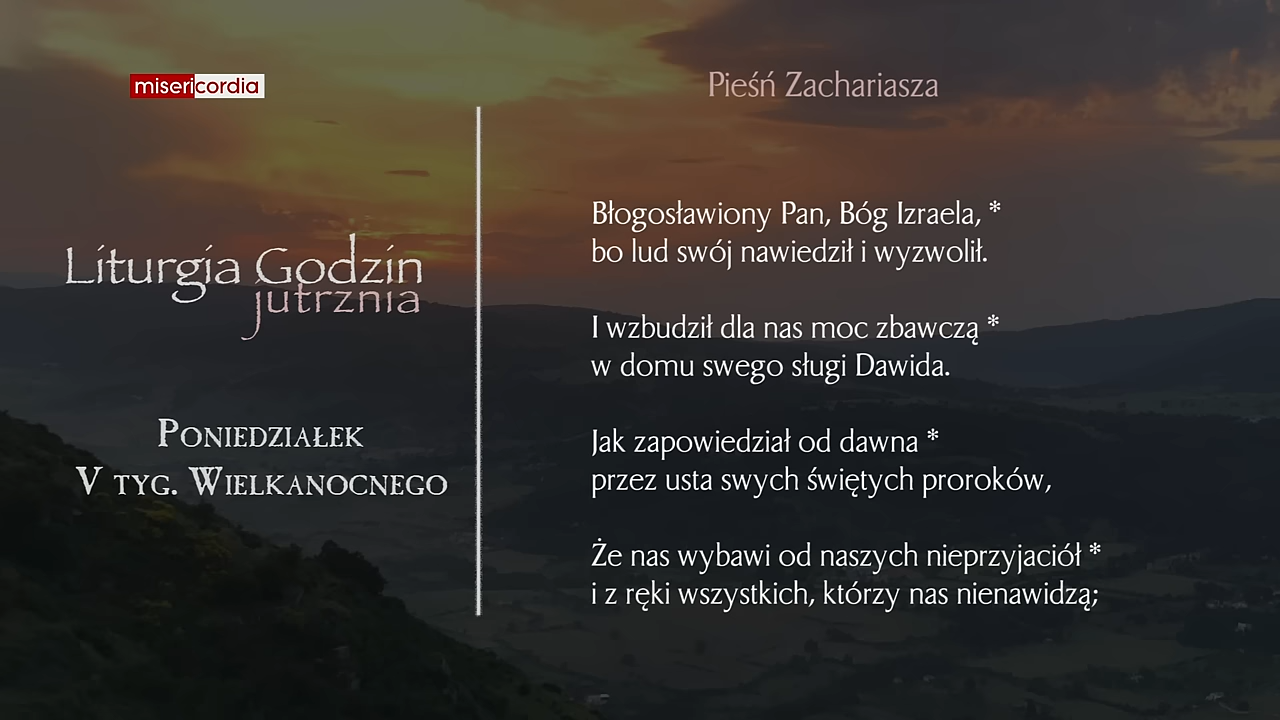 misericordia
Liturgia Godzin
jutrznia
Poniedziałek
V tyg. Wielkanocnego
Pieśń Zachariasza
Błogosławiony Pan, Bóg Izraela, *
bo lud swój nawiedził i wyzwolił.
I wzbudził dla nas moc zbawczą *
w domu swego sługi Dawida.
Jak zapowiedział od dawna *
przez usta swych świętych proroków,
Że nas wybawi od naszych nieprzyjaciół *
i z ręki wszystkich, którzy nas nienawidzą;